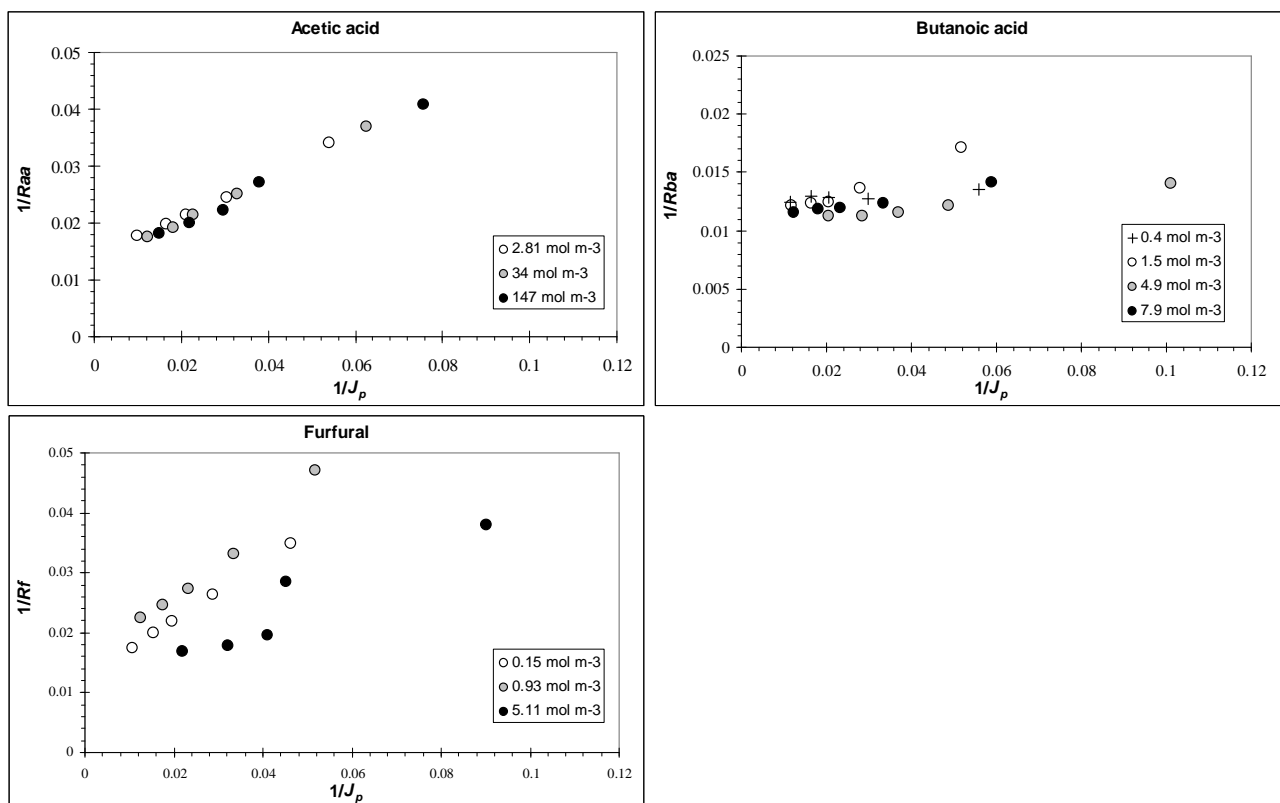 Acetic acid
0.05
0.04
0.03
0.02
0.01
0
1/Raa
0 0.02 0.04 0.06 0.08 0.1 0.12
1/Jp
2.81 mol m-3
34 mol m-3
147 mol m-3
Butanoic acid
0.025
0.02
0.015
0.01
0.005
0
1/Rba
0 0.02 0.04 0.06 0.08 0.1 0.12
1/Jp
0.4 mol m-3
1.5 mol m-3
4.9 mol m-3
7.9 mol m-3
Furfural
0.05
0.04
0.03
0.02
0.01
0
1/Rf
0 0.02 0.04 0.06 0.08 0.1 0.12
1/Jp
0.15 mol m-3
0.93 mol m-3
5.11 mol m-3